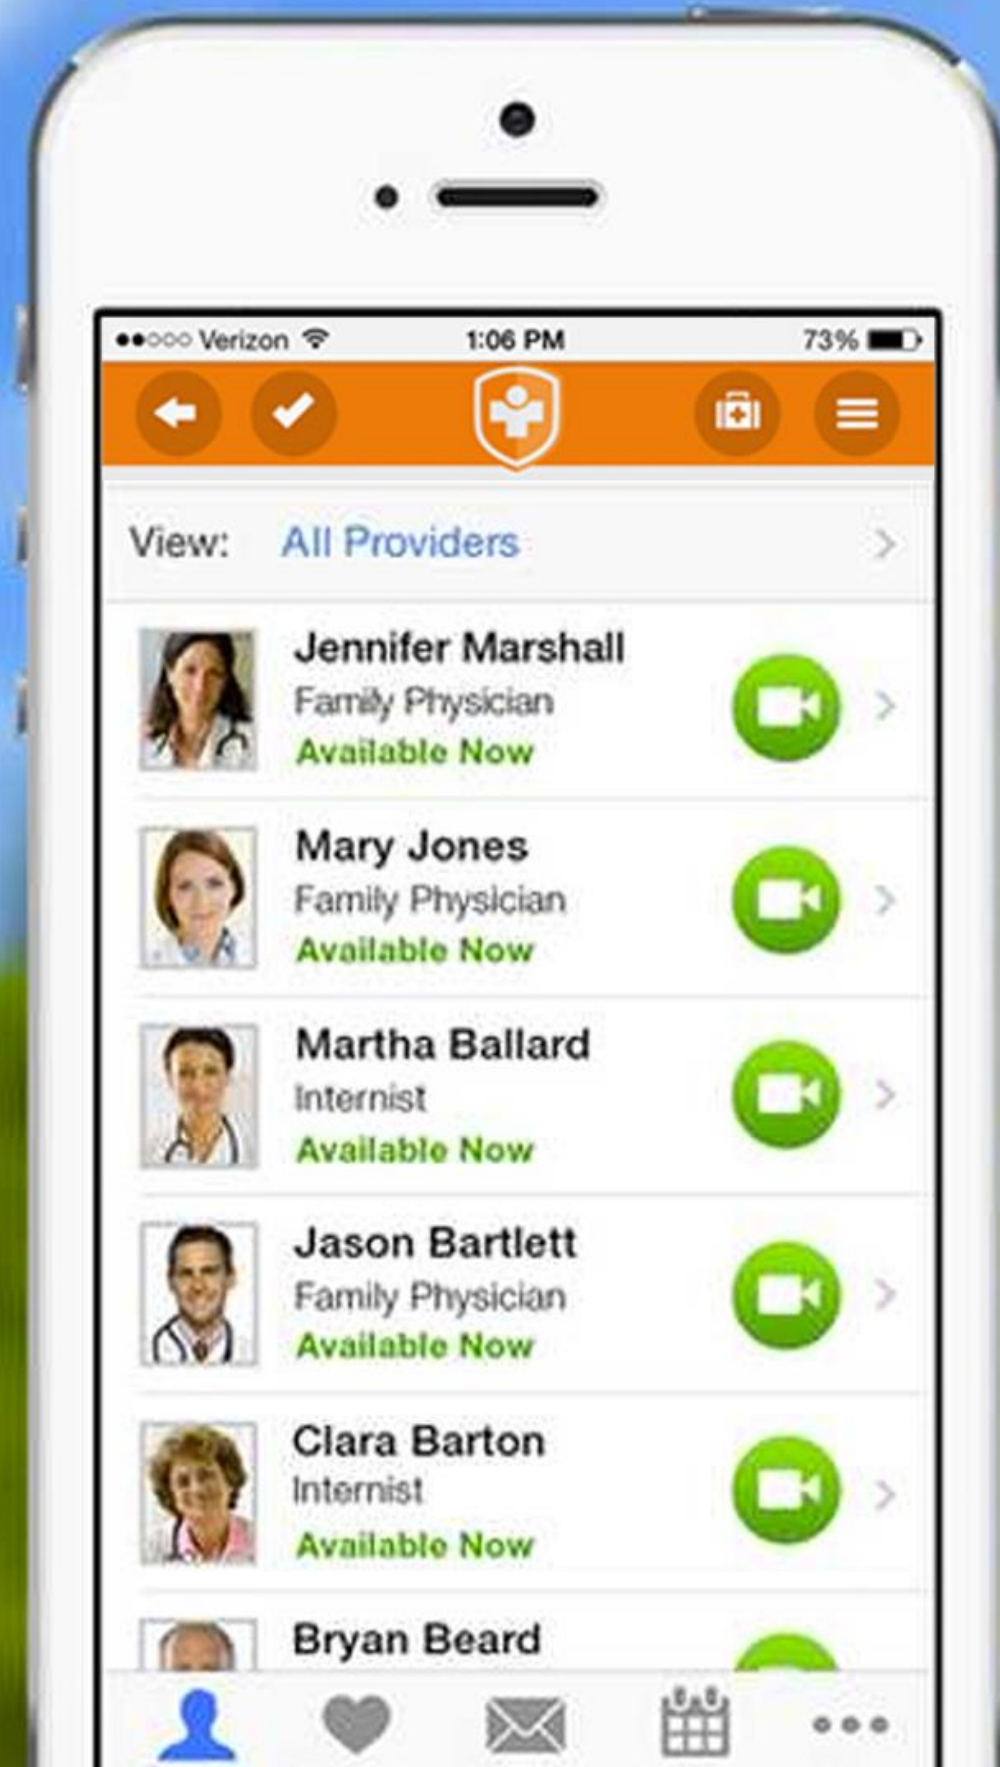 Verizon 1:06 PM 73%
View: All Providers
Jennifer Marshall
Family Physician
Available Now
Mary Jones
Family Physician
Available Now
Martha Ballard
Internist
Available Now
Jason Bartlett
Family Physician
Available Now
Clara Barton
Internist
Available Now
Bryan Beard